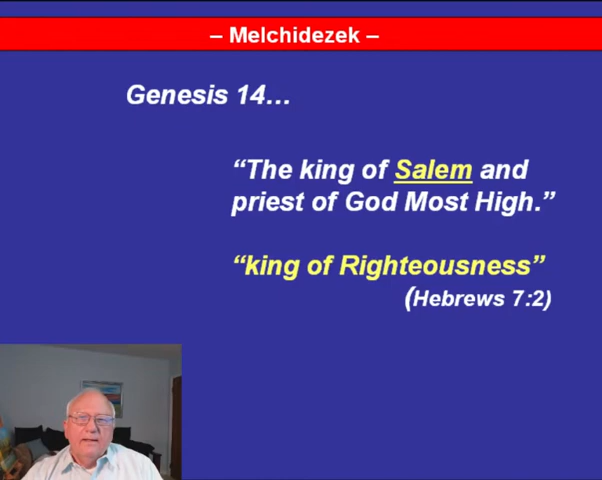 – Melchidezek –
Genesis 14…
“The king of Salem and
priest of God Most High.”
“king of Righteousness”
(Hebrews 7:2)